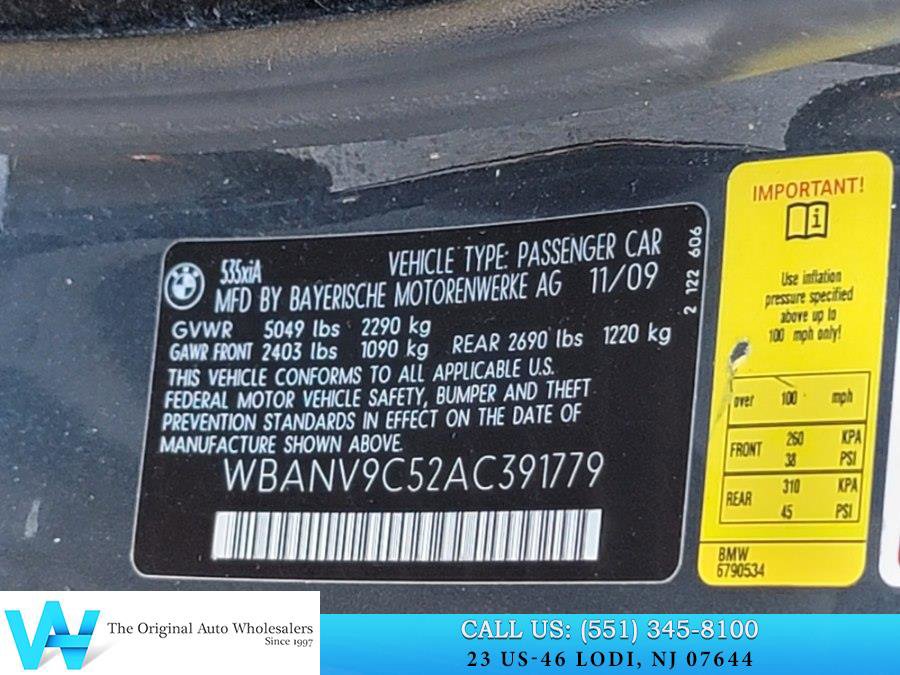 535xiA
VEHICLE TYPE: PASSENGER CAR
MFD BY BAYERISCHE MOTORENWERKE AG 11/09
GVWR 5049 lbs 2290 kg
GAWR FRONT 2403 lbs 1090 kg REAR 2690 lbs 1220 kg
THIS VEHICLE CONFORMS TO ALL APPLICABLE U.S.
FEDERAL MOTOR VEHICLE SAFETY, BUMPER AND THEFT
PREVENTION STANDARDS IN EFFECT ON THE DATE OF
MANUFACTURE SHOWN ABOVE.
WBANV9C52AC391779
2 122 606
IMPORTANT!
Use inflation
pressure specified
above up to
100 mph only!
over 100 mph
FRONT 260 KPA
38 PSI
REAR 310 KPA
45 PSI
BMW
6790534
The Original Auto Wholesalers
Since 1997
CALL US: (551) 345-8100
23 US-46 LODI, NJ 07644